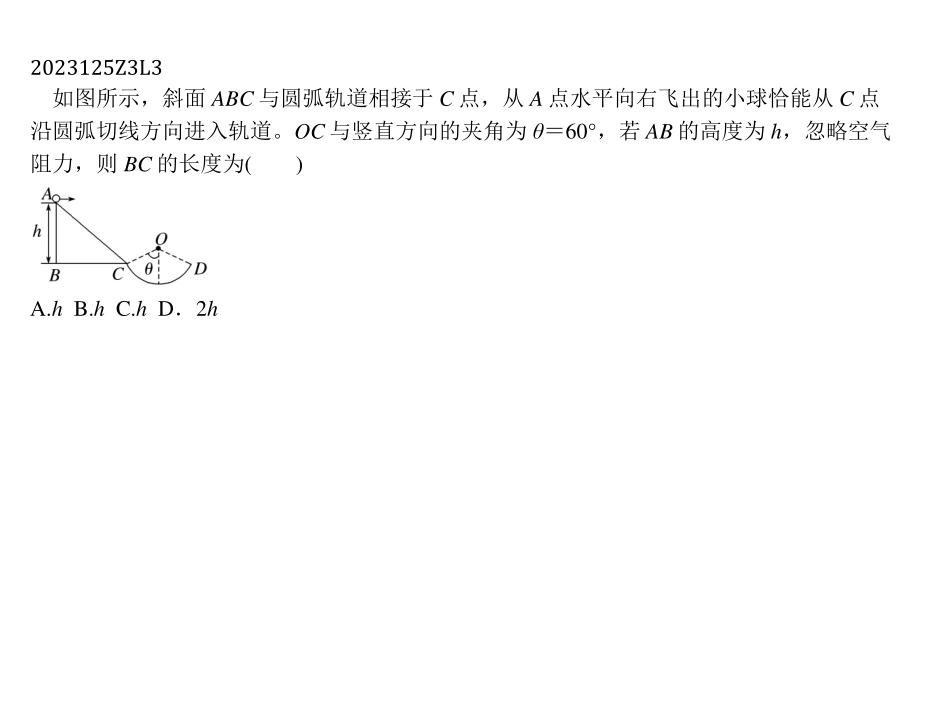 2023125Z3L3
如图所示，斜面 ABC 与圆弧轨道相接于 C 点，从 A 点水平向右飞出的小球恰能从 C 点
沿圆弧切线方向进入轨道。OC 与竖直方向的夹角为 θ＝60°，若 AB 的高度为 h，忽略空气
阻力，则 BC 的长度为(　　)
A
h
O
B
C
θ
D
A.h B.h C.h D．2h